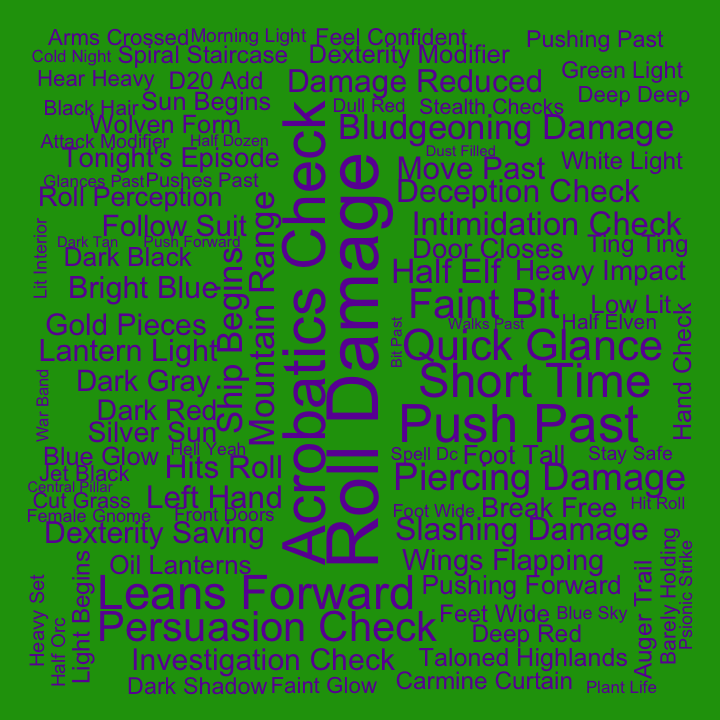 Arms Crossed
Morning Light
Feel Confident
Pushing Past
Cold Night
Spiral Staircase
Dexterity Modifier
Green Light
Hear Heavy
D20 Add
Damage Reduced
Deep Deep
Black Hair
Sun Begins
Dull Red
Stealth Checks
Wolven Form
Bludgeoning Damage
Attack Modifier
Half Dozen
Tonight's Episode
Dust Filled
Move Past
White Light
Glances Past
Pushes Past
Deception Check
Roll Perception
Follow Suit
Intimidation Check
Dark Tan
Push Forward
Door Closes
Ting Ting
Lit Interior
Dark Black
Half Elf
Heavy Impact
Bright Blue
Ship Begins
Mountain Range
Acrobatics Check
Roll Damage
Faint Bit
Low Lit
Gold Pieces
Walks Past
Half Elven
Lantern Light
Bit Past
Quick Glance
Hand Check
Dark Gray
Short Time
War Band
Dark Red
Push Past
Silver Sun
Blue Glow
Hell Yeah
Spell Dc
Foot Tall
Stay Safe
Jet Black
Hits Roll
Piercing Damage
Central Pillar
Cut Grass
Left Hand
Foot Wide
Break Free
Hit Roll
Female Gnome
Front Doors
Dexterity Saving
Slashing Damage
Oil Lanterns
Wings Flapping
Heavy Set
Half Orc
Light Begins
Leans Forward
Pushing Forward
Auger Trail
Barely Holding
Psionic Strike
Persuasion Check
Feet Wide
Blue Sky
Deep Red
Investigation Check
Taloned Highlands
Dark Shadow
Faint Glow
Carmine Curtain
Plant Life